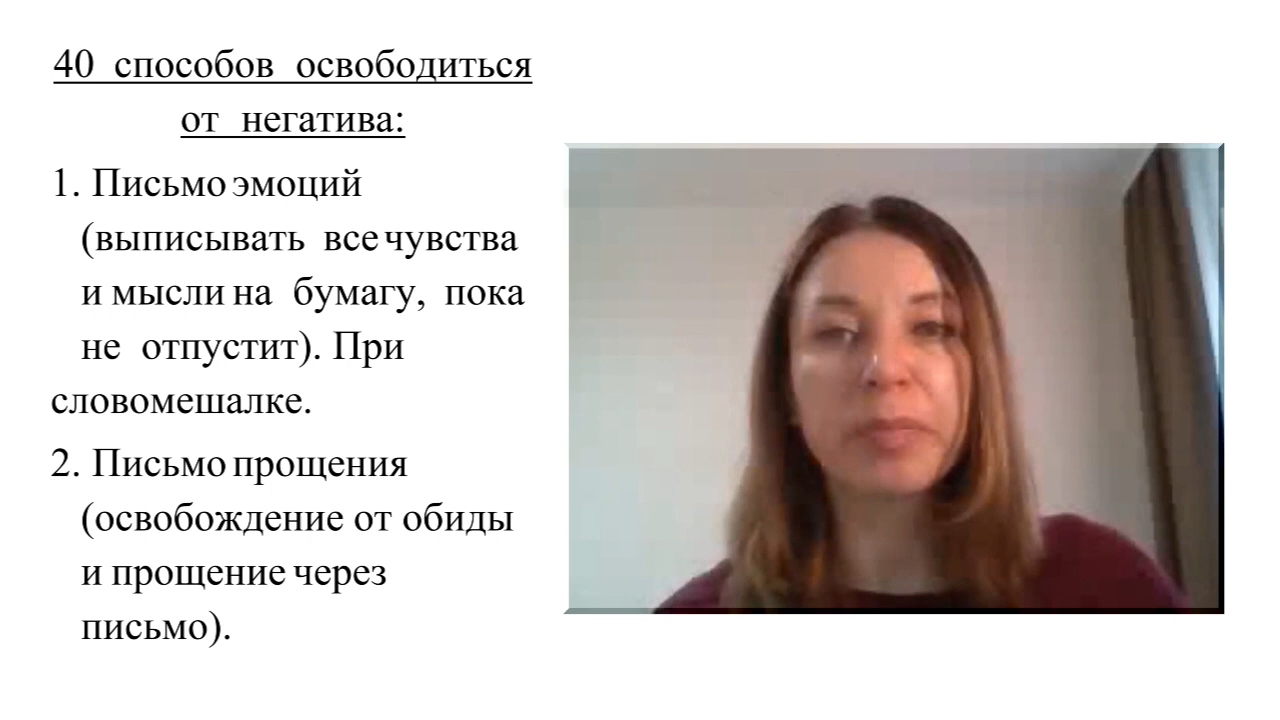 40 способов освободиться
от негатива:
1. Письмо эмоций
(выписывать все чувства
и мысли на бумагу, пока
не отпустит). При
словомешалке.
2. Письмо прощения
(освобождение от обиды
и прощение через
письмо).